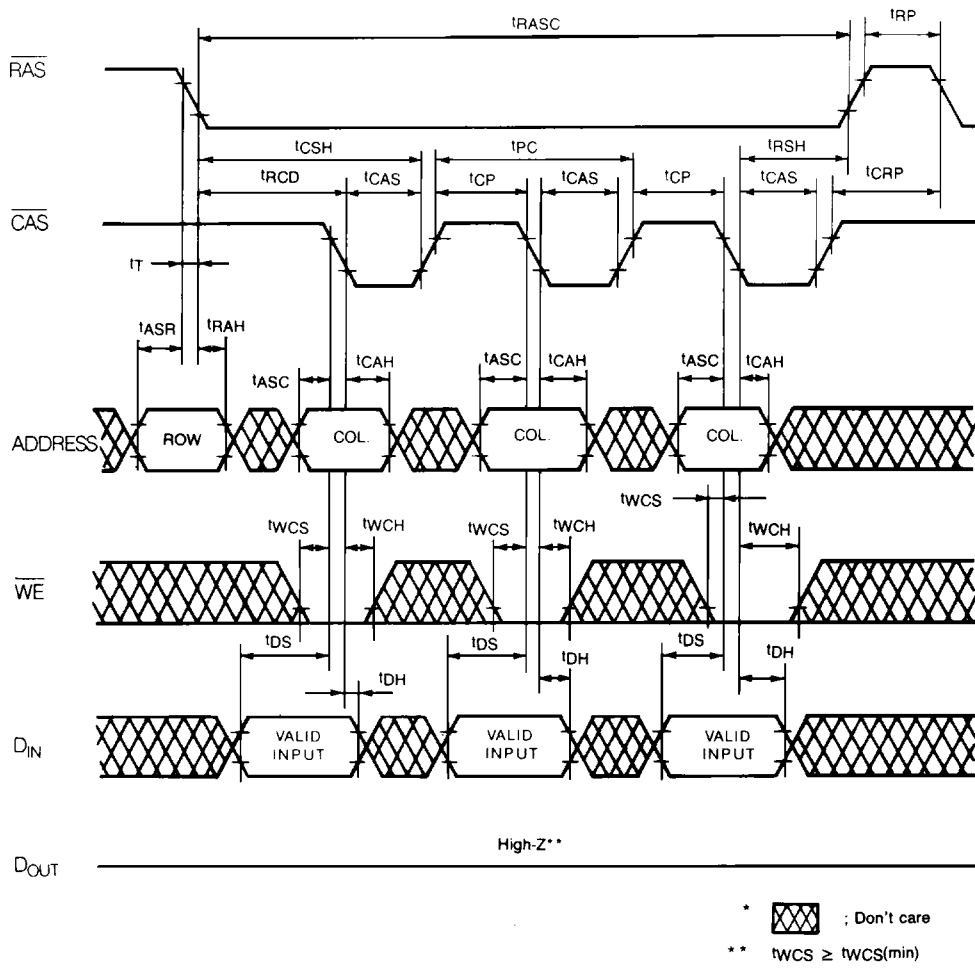 tRASC tRP
RAS
tCSH tPC tRSH
tRCD tCAS tCP tCAS tCP tCAS tCRP
CAS
tT
tASR tRAH
tASC tCAH tASC tCAH tASC tCAH
ADDRESS ROW COL. COL. COL.
tWCS
tWCS tWCH tWCS tWCH tWCH
WE
tDS tDS tDS
tDH tDH tDH
DIN VALID INPUT VALID INPUT VALID INPUT
High-Z**
DOUT
* ; Don't care
** tWCS ≥ tWCS(min)